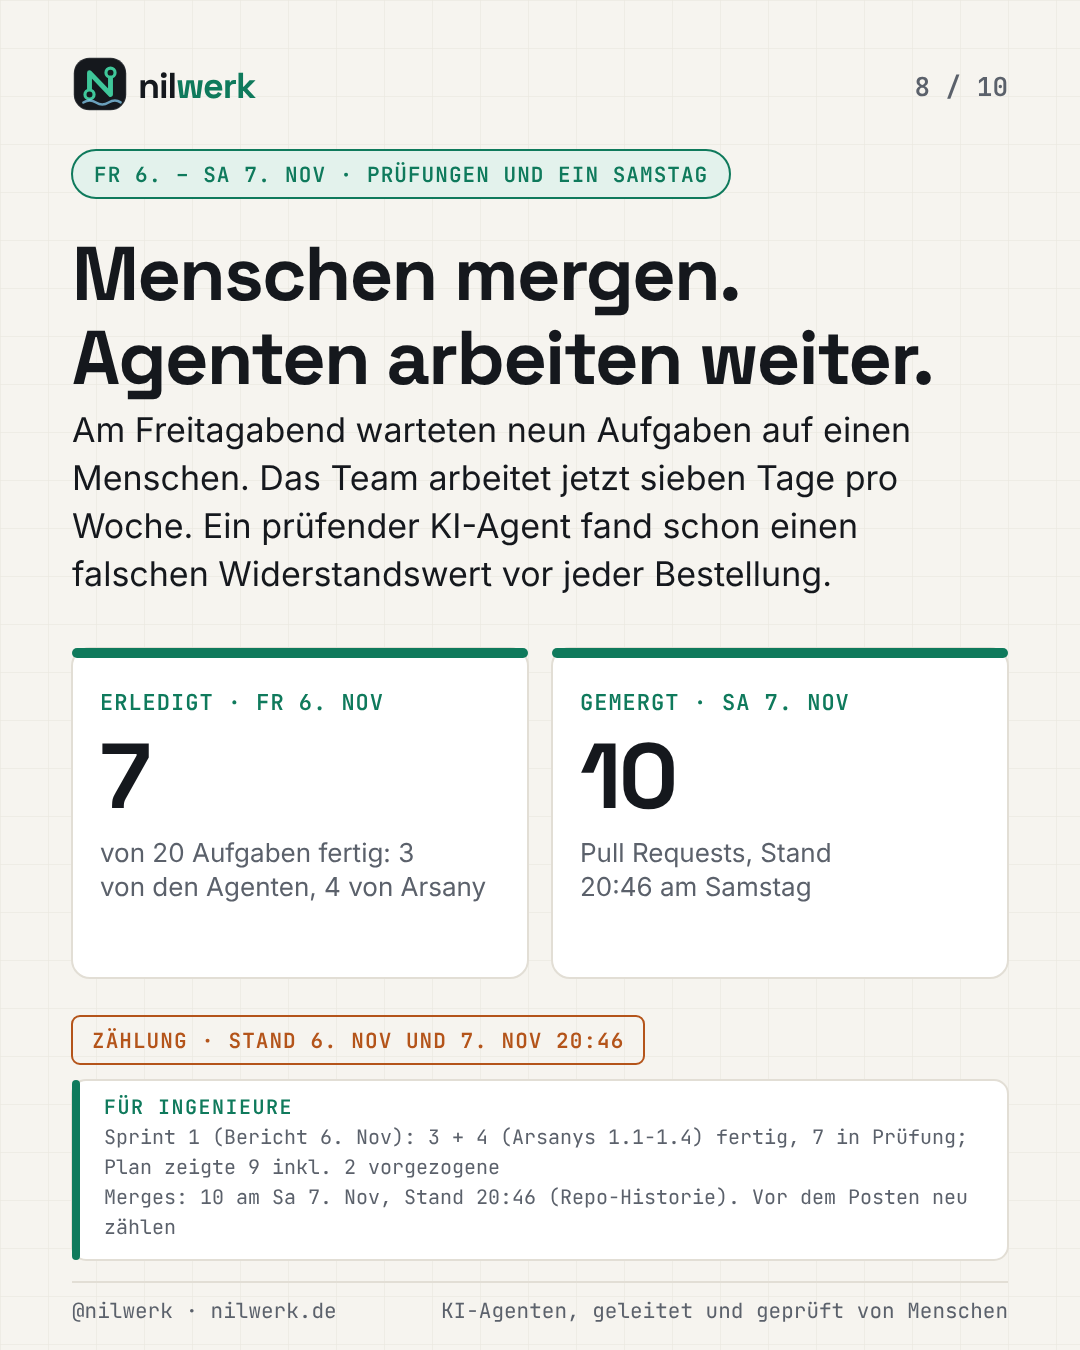 nilwerk
8 / 10
FR 6. – SA 7. NOV · PRÜFUNGEN UND EIN SAMSTAG
Menschen mergen.
Agenten arbeiten weiter.
Am Freitagabend warteten neun Aufgaben auf einen
Menschen. Das Team arbeitet jetzt sieben Tage pro
Woche. Ein prüfender KI-Agent fand schon einen
falschen Widerstandswert vor jeder Bestellung.
ERLEDIGT · FR 6. NOV
7
von 20 Aufgaben fertig: 3
von den Agenten, 4 von Arsany
GEMERGT · SA 7. NOV
10
Pull Requests, Stand
20:46 am Samstag
ZÄHLUNG · STAND 6. NOV UND 7. NOV 20:46
FÜR INGENIEURE
Sprint 1 (Bericht 6. Nov): 3 + 4 (Arsanys 1.1-1.4) fertig, 7 in Prüfung;
Plan zeigte 9 inkl. 2 vorgezogene
Merges: 10 am Sa 7. Nov, Stand 20:46 (Repo-Historie). Vor dem Posten neu
zählen
@nilwerk · nilwerk.de
KI-Agenten, geleitet und geprüft von Menschen